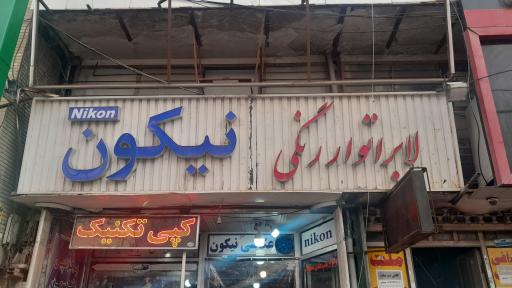 Nikon
لابراتوار رنگی نیکون
کپی تکنیک
عکاسی نیکون
nikon